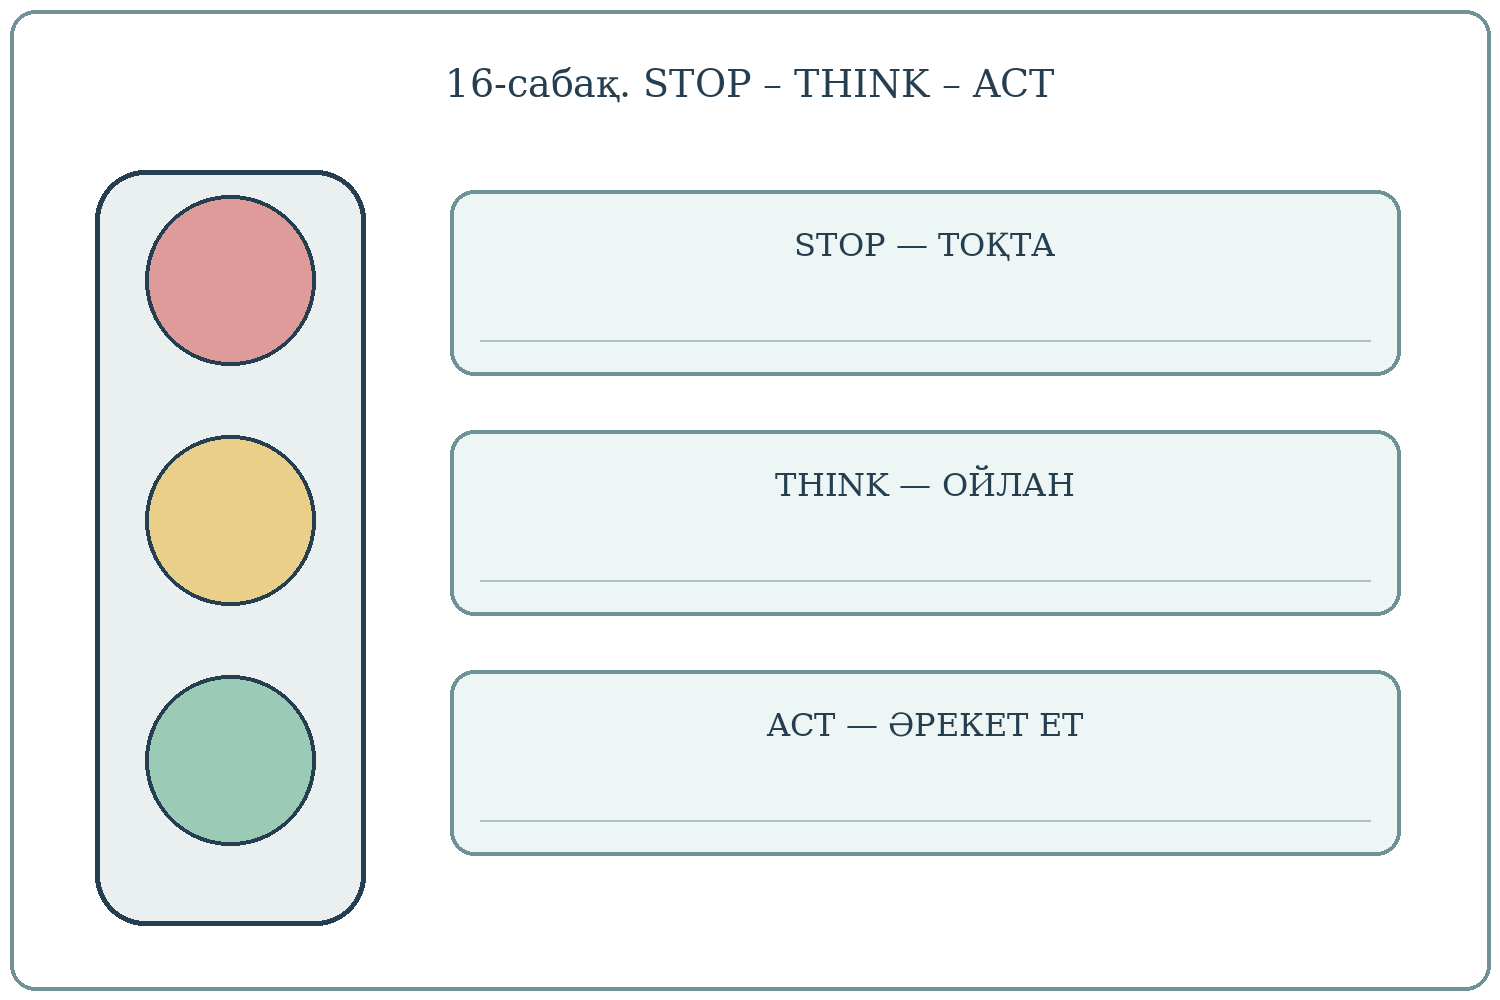 16-сабақ. STOP – THINK – ACT
STOP — ТОҚТА
THINK — ОЙЛАН
ACT — ӘРЕКЕТ ЕТ